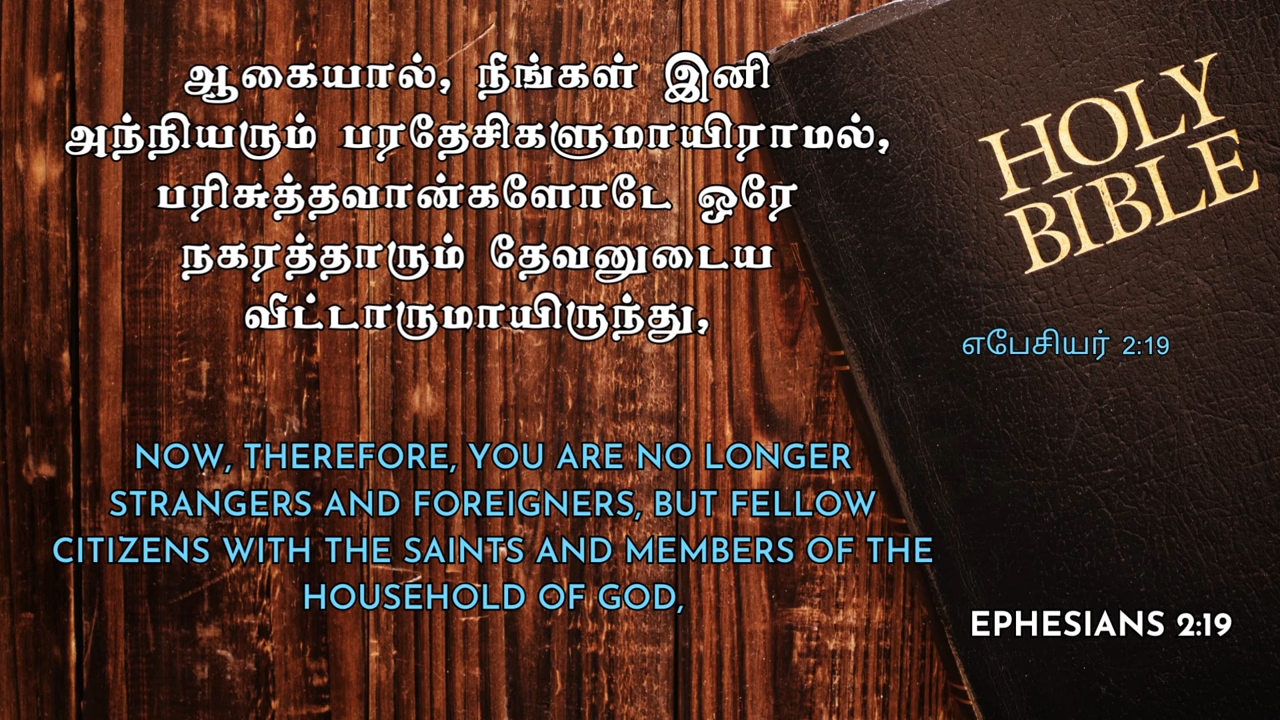 ஆகையால், நீங்கள் இனி
அந்நியரும் பரதேசிகளுமாயிராமல்,
பரிசுத்தவான்களோடே ஒரே
நகரத்தாரும் தேவனுடைய
வீட்டாருமாயிருந்து,
HOLY
BIBLE
எபேசியர் 2:19
NOW, THEREFORE, YOU ARE NO LONGER
STRANGERS AND FOREIGNERS, BUT FELLOW
CITIZENS WITH THE SAINTS AND MEMBERS OF THE
HOUSEHOLD OF GOD,
EPHESIANS 2:19